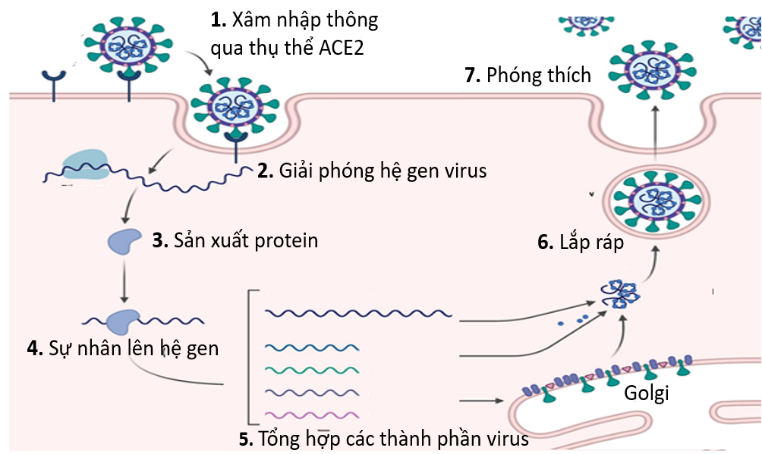 1. Xâm nhập thông
qua thụ thể ACE2
7. Phóng thích
2. Giải phóng hệ gen virus
3. Sản xuất protein
6. Lắp ráp
4. Sự nhân lên hệ gen
Golgi
5. Tổng hợp các thành phần virus